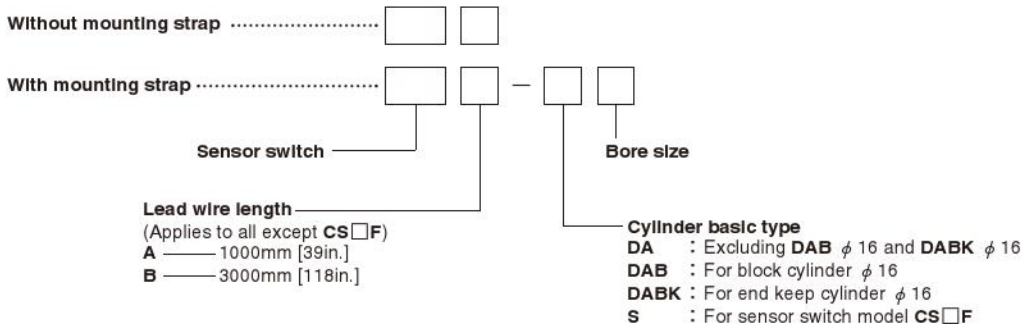 Without mounting strap
With mounting strap
—
Sensor switch
Bore size
Lead wire length
(Applies to all except CS□F)
A — 1000mm [39in.]
B — 3000mm [118in.]
Cylinder basic type
DA : Excluding DAB φ 16 and DABK φ 16
DAB : For block cylinder φ 16
DABK : For end keep cylinder φ 16
S : For sensor switch model CS□F